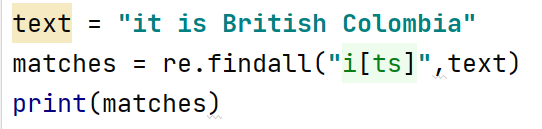 text = "it is British Colombia"
matches = re.findall("i[ts]",text)
print(matches)